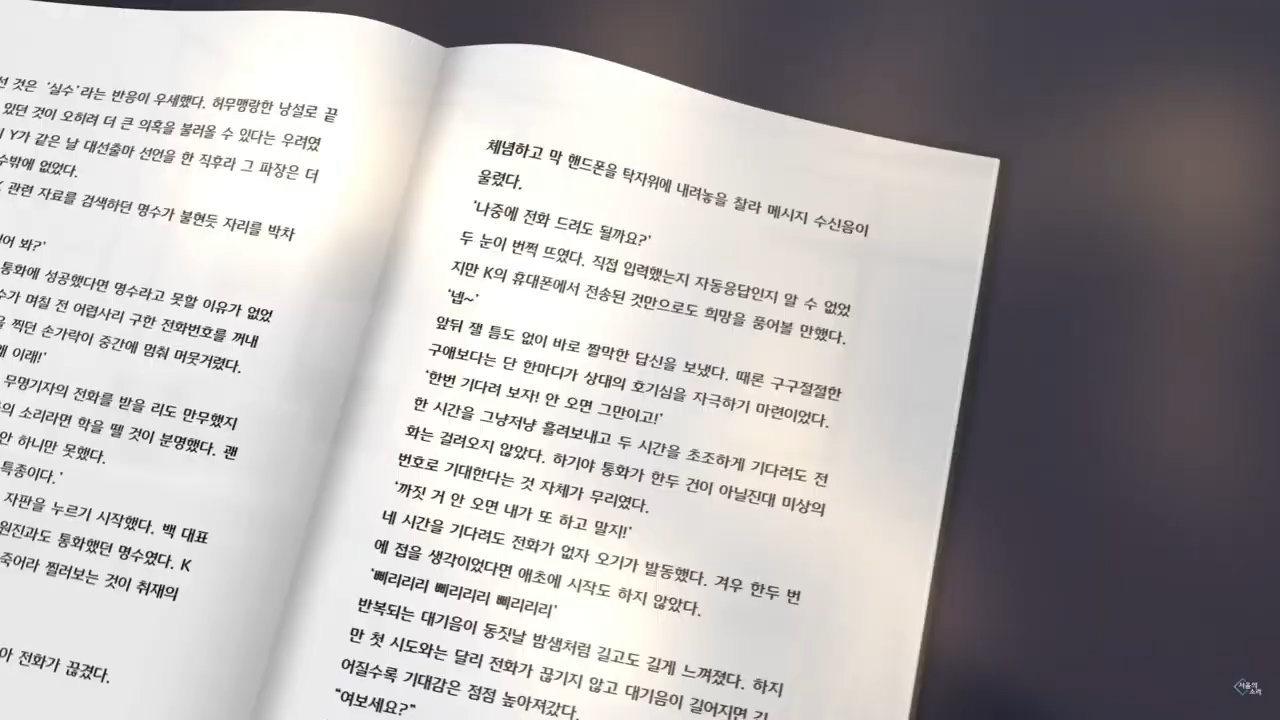 선 것은 ‘실수’라는 반응이 우세했다. 허무맹랑한 낭설로 끝
있던 것이 오히려 더 큰 의혹을 불러올 수 있다는 우려였
Y가 같은 날 대선출마 선언을 한 직후라 그 파장은 더
수밖에 없었다.
관련 자료를 검색하던 명수가 불현듯 자리를 박차
봐?’
통화에 성공했다면 명수라고 못할 이유가 없었
수가 며칠 전 어렵사리 구한 전화번호를 꺼내
찍던 손가락이 중간에 멈춰 머뭇거렸다.
이래!’
무명기자의 전화를 받을 리도 만무했지
의 소리라면 학을 뗄 것이 분명했다. 괜
안 하니만 못했다.
특종이다.’
자판을 누르기 시작했다. 백 대표
원진과도 통화했던 명수였다. K
죽어라 찔러보는 것이 취재의
아 전화가 끊겼다.
체념하고 막 핸드폰을 탁자위에 내려놓을 찰라 메시지 수신음이
울렸다.
‘나중에 전화 드려도 될까요?’
두 눈이 번쩍 뜨였다. 직접 입력했는지 자동응답인지 알 수 없었
지만 K의 휴대폰에서 전송된 것만으로도 희망을 품어볼 만했다.
‘넵~’
앞뒤 잴 틈도 없이 바로 짤막한 답신을 보냈다. 때론 구구절절한
구애보다는 단 한마디가 상대의 호기심을 자극하기 마련이었다.
‘한번 기다려 보자! 안 오면 그만이고!’
한 시간을 그냥저냥 흘려보내고 두 시간을 초조하게 기다려도 전
화는 걸려오지 않았다. 하기야 통화가 한두 건이 아닐진대 미상의
번호로 기대한다는 것 자체가 무리였다.
‘까짓 거 안 오면 내가 또 하고 말지!’
네 시간을 기다려도 전화가 없자 오기가 발동했다. 겨우 한두 번
에 접을 생각이었다면 애초에 시작도 하지 않았다.
‘삐리리리 삐리리리 삐리리리’
반복되는 대기음이 동짓날 밤샘처럼 길고도 길게 느껴졌다. 하지
만 첫 시도와는 달리 전화가 끊기지 않고 대기음이 길어지면 길
어질수록 기대감은 점점 높아져갔다.
“여보세요?”
서울의
소리